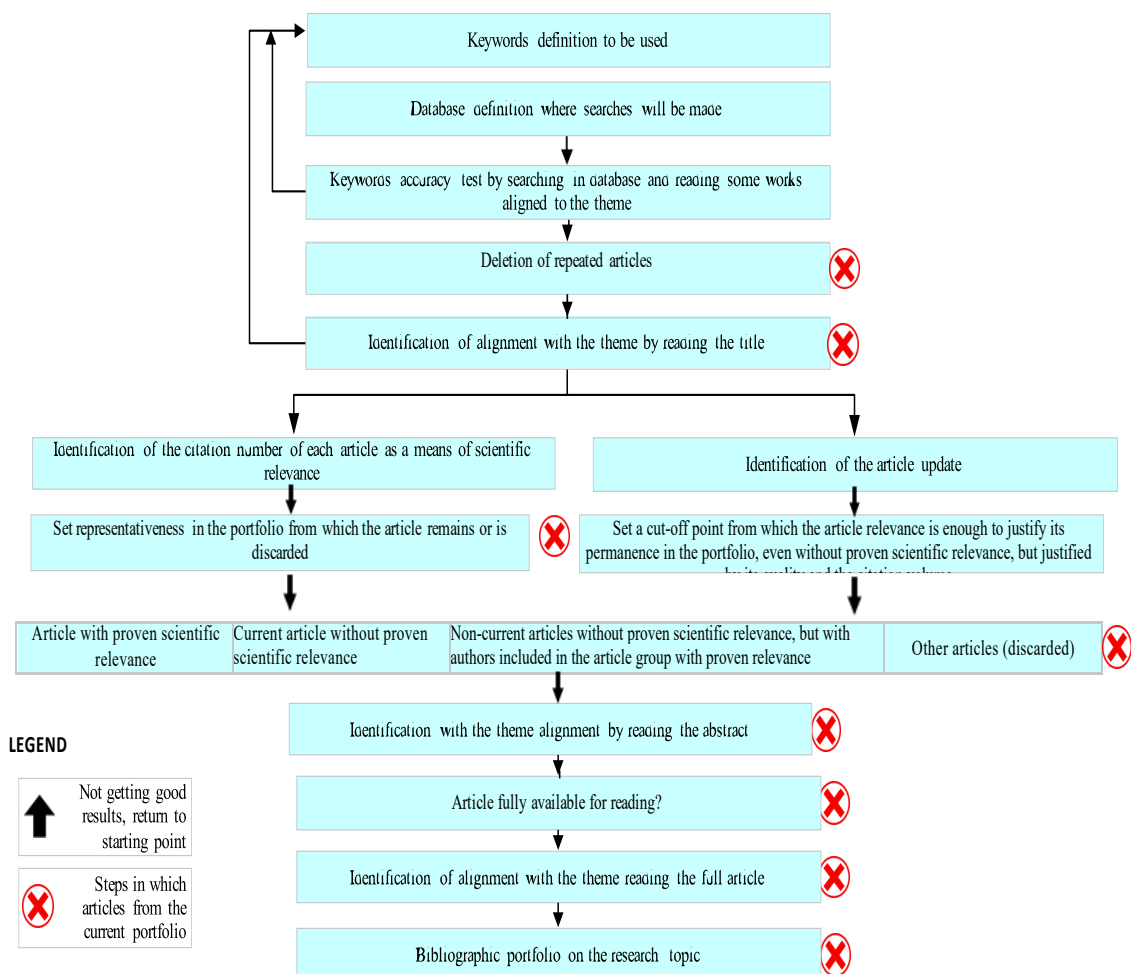 Keywords definition to be used
Database definition where searches will be made
Keywords accuracy test by searching in database and reading some works
aligned to the theme
Deletion of repeated articles
Identification of alignment with the theme by reading the title
Identification of the citation number of each article as a means of scientific
relevance
Identification of the article update
Set representativeness in the portfolio from which the article remains or is
discarded
Set a cut-off point from which the article relevance is enough to justify its
permanence in the portfolio, even without proven scientific relevance, but justified
by its quality and the citation volume
Article with proven scientific
relevance
Current article without proven
scientific relevance
Non-current articles without proven scientific relevance, but with
authors included in the article group with proven relevance
Other articles (discarded)
Identification with the theme alignment by reading the abstract
Article fully available for reading?
Identification of alignment with the theme reading the full article
Bibliographic portfolio on the research topic
LEGEND
Not getting good
results, return to
starting point
Steps in which
articles from the
current portfolio